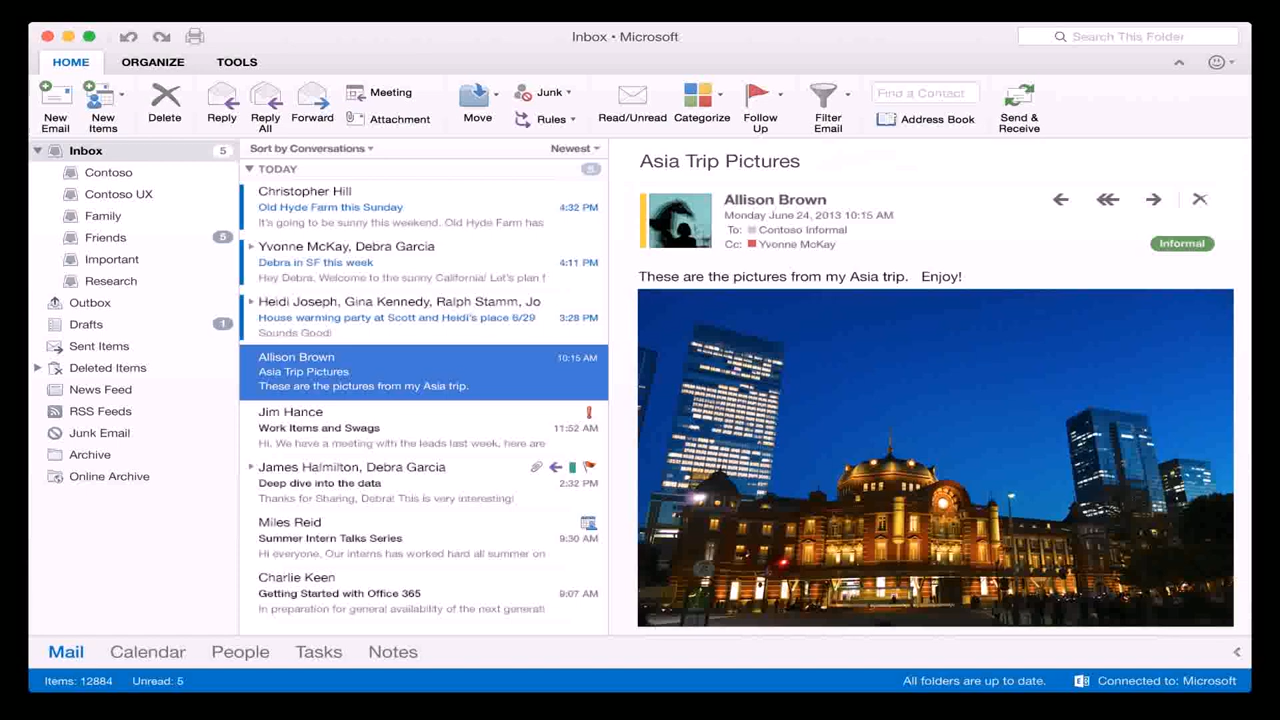 Inbox • Microsoft
Search This Folder
HOME
ORGANIZE
TOOLS
New Email
New Items
Delete
Reply
Reply All
Forward
Meeting
Attachment
Move
Junk
Rules
Read/Unread
Categorize
Follow Up
Filter Email
Find a Contact
Address Book
Send & Receive
Inbox 5
Contoso
Contoso UX
Family
Friends 5
Important
Research
Outbox
Drafts 1
Sent Items
Deleted Items
News Feed
RSS Feeds
Junk Email
Archive
Online Archive
Sort by Conversations Newest
TODAY 5
Christopher Hill
Old Hyde Farm this Sunday 4:32 PM
It's going to be sunny this weekend. Old Hyde Farm has
Yvonne McKay, Debra Garcia
Debra in SF this week 4:11 PM
Hey Debra, Welcome to the sunny California! Let's plan f
Heidi Joseph, Gina Kennedy, Ralph Stamm, Jo
House warming party at Scott and Heidi's place 6/29 3:28 PM
Sounds Good!
Allison Brown 10:15 AM
Asia Trip Pictures
These are the pictures from my Asia trip.
Jim Hance
Work Items and Swags 11:52 AM
Hi. We have a meeting with the leads last week, here are
James Halmilton, Debra Garcia
Deep dive into the data 2:32 PM
Thanks for Sharing, Debra! This is very interesting!
Miles Reid
Summer Intern Talks Series 9:30 AM
Hi everyone, Our interns has worked hard all summer on
Charlie Keen
Getting Started with Office 365 9:07 AM
In preparation for general availability of the next generati
Asia Trip Pictures
Allison Brown
Monday June 24, 2013 10:15 AM
To: Contoso Informal
Cc: Yvonne McKay
Informal
These are the pictures from my Asia trip. Enjoy!
Mail Calendar People Tasks Notes
Items: 12884 Unread: 5
All folders are up to date. Connected to: Microsoft